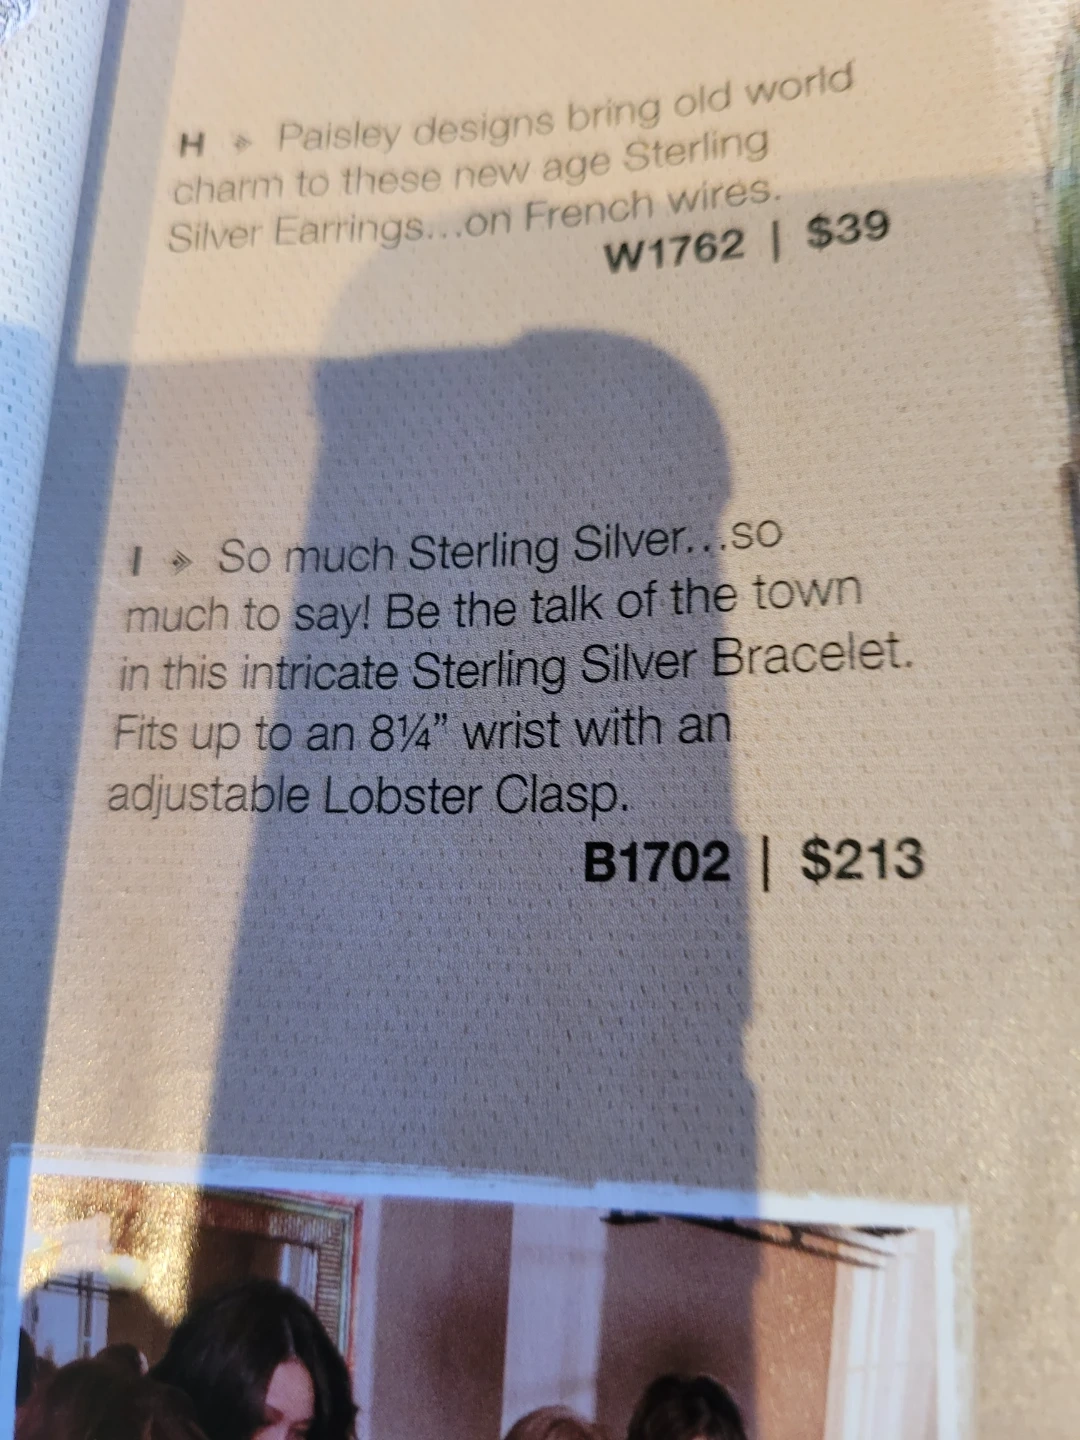 H » Paisley designs bring old world
charm to these new age Sterling
Silver Earrings...on French wires.
W1762 | $39
I » So much Sterling Silver...so
much to say! Be the talk of the town
in this intricate Sterling Silver Bracelet.
Fits up to an 8¼” wrist with an
adjustable Lobster Clasp.
B1702 | $213